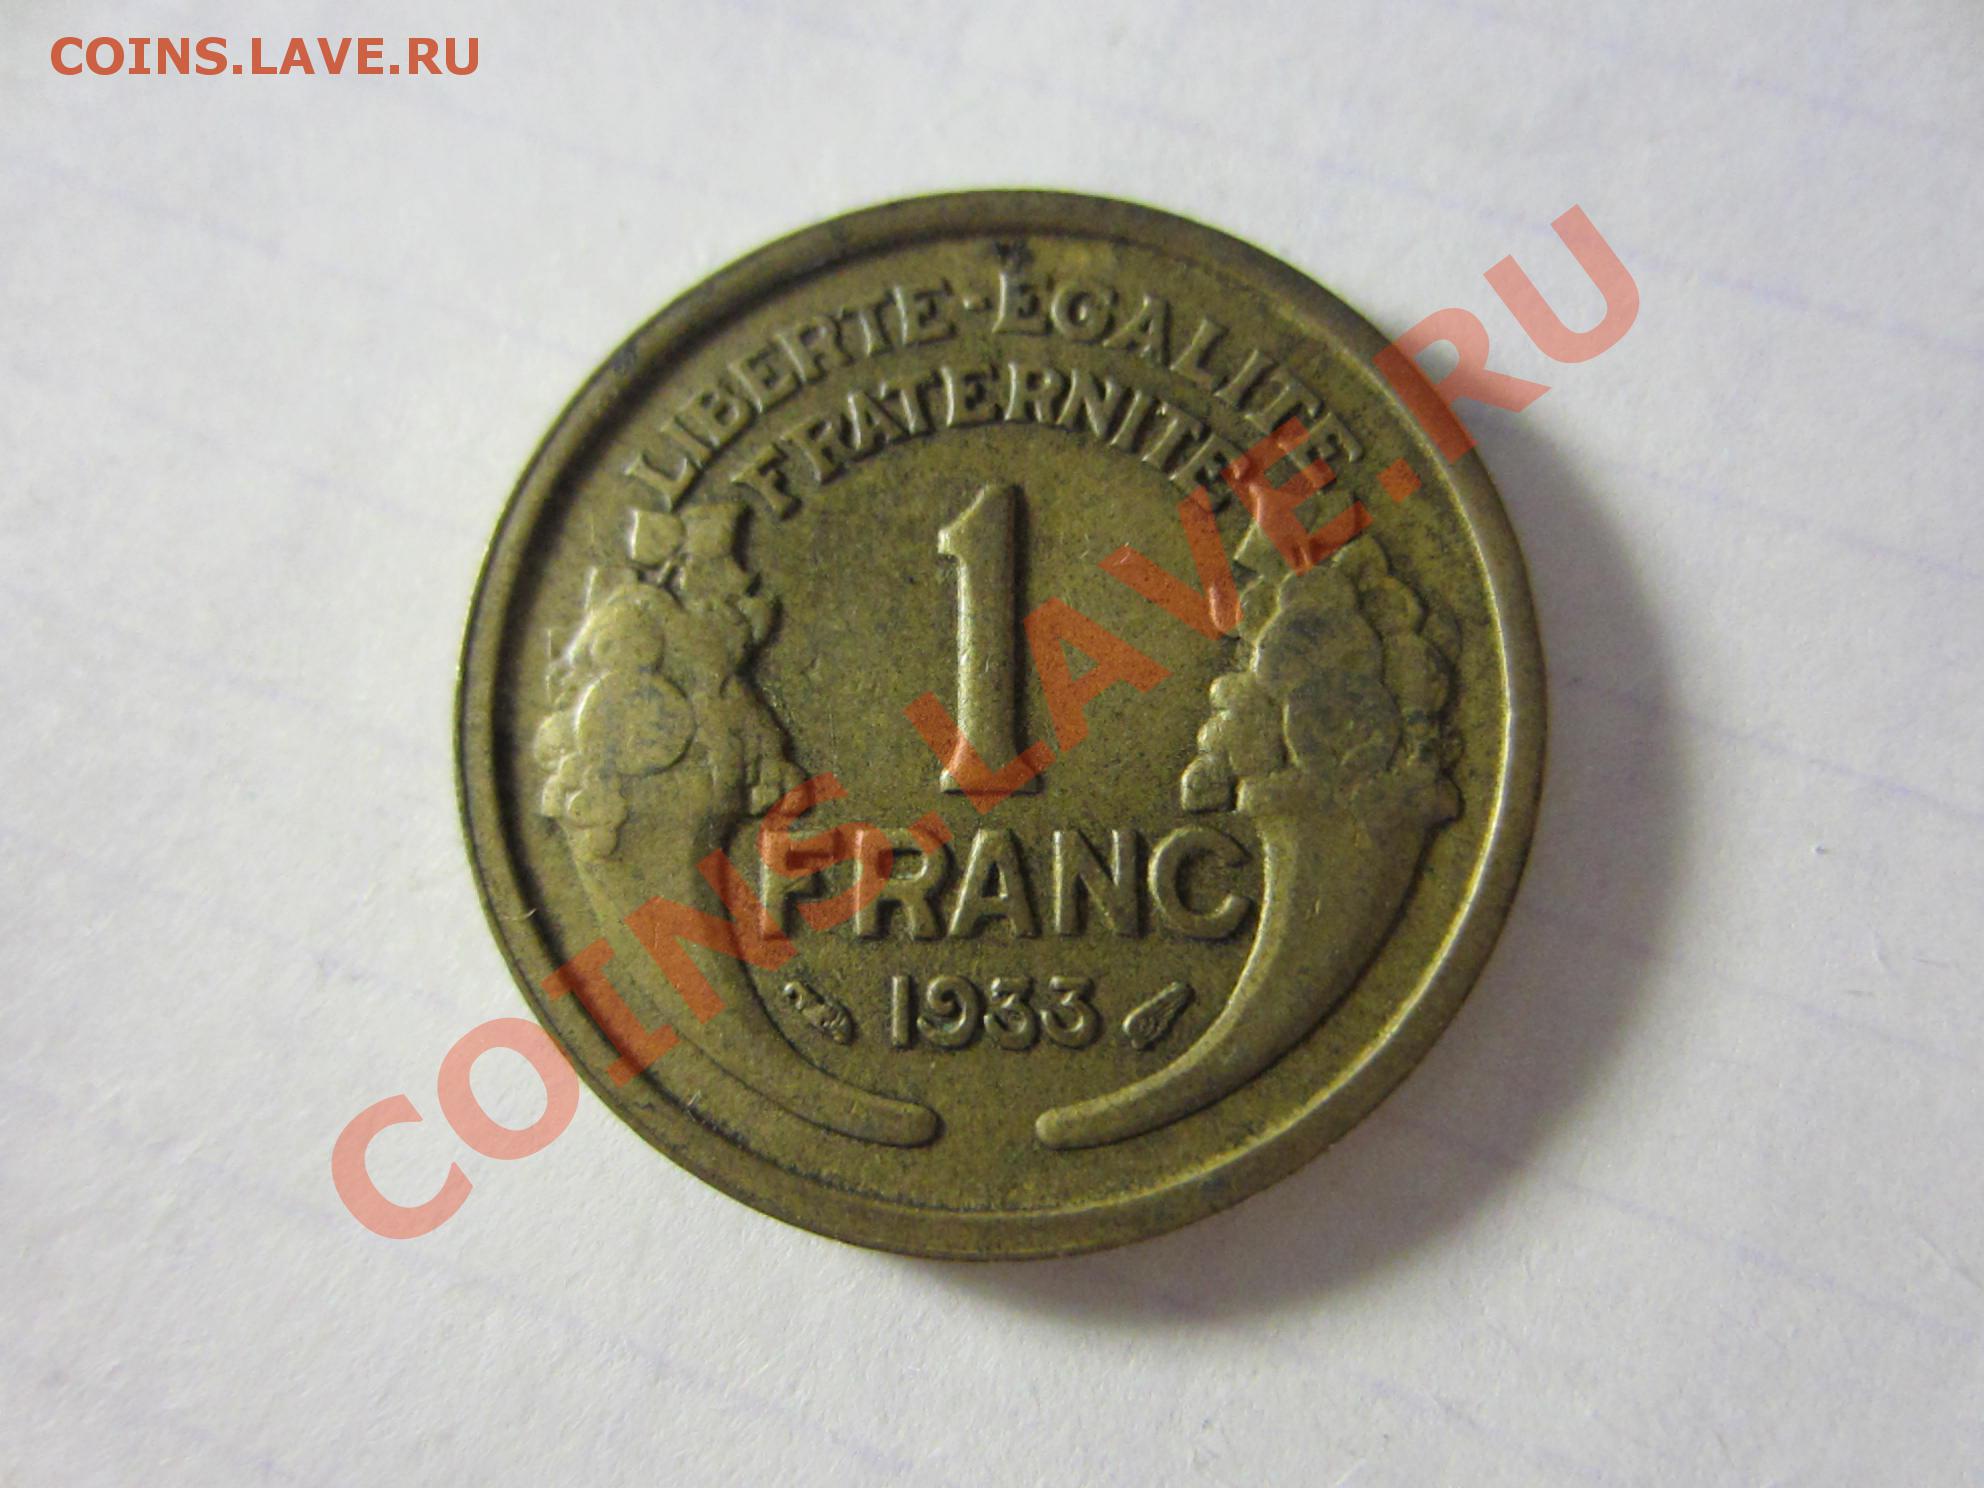 COINS.LAVE.RU
LIBERTE-EGALITE
FRATERNITE
1
FRANC
1933
COINS.LAVE.RU